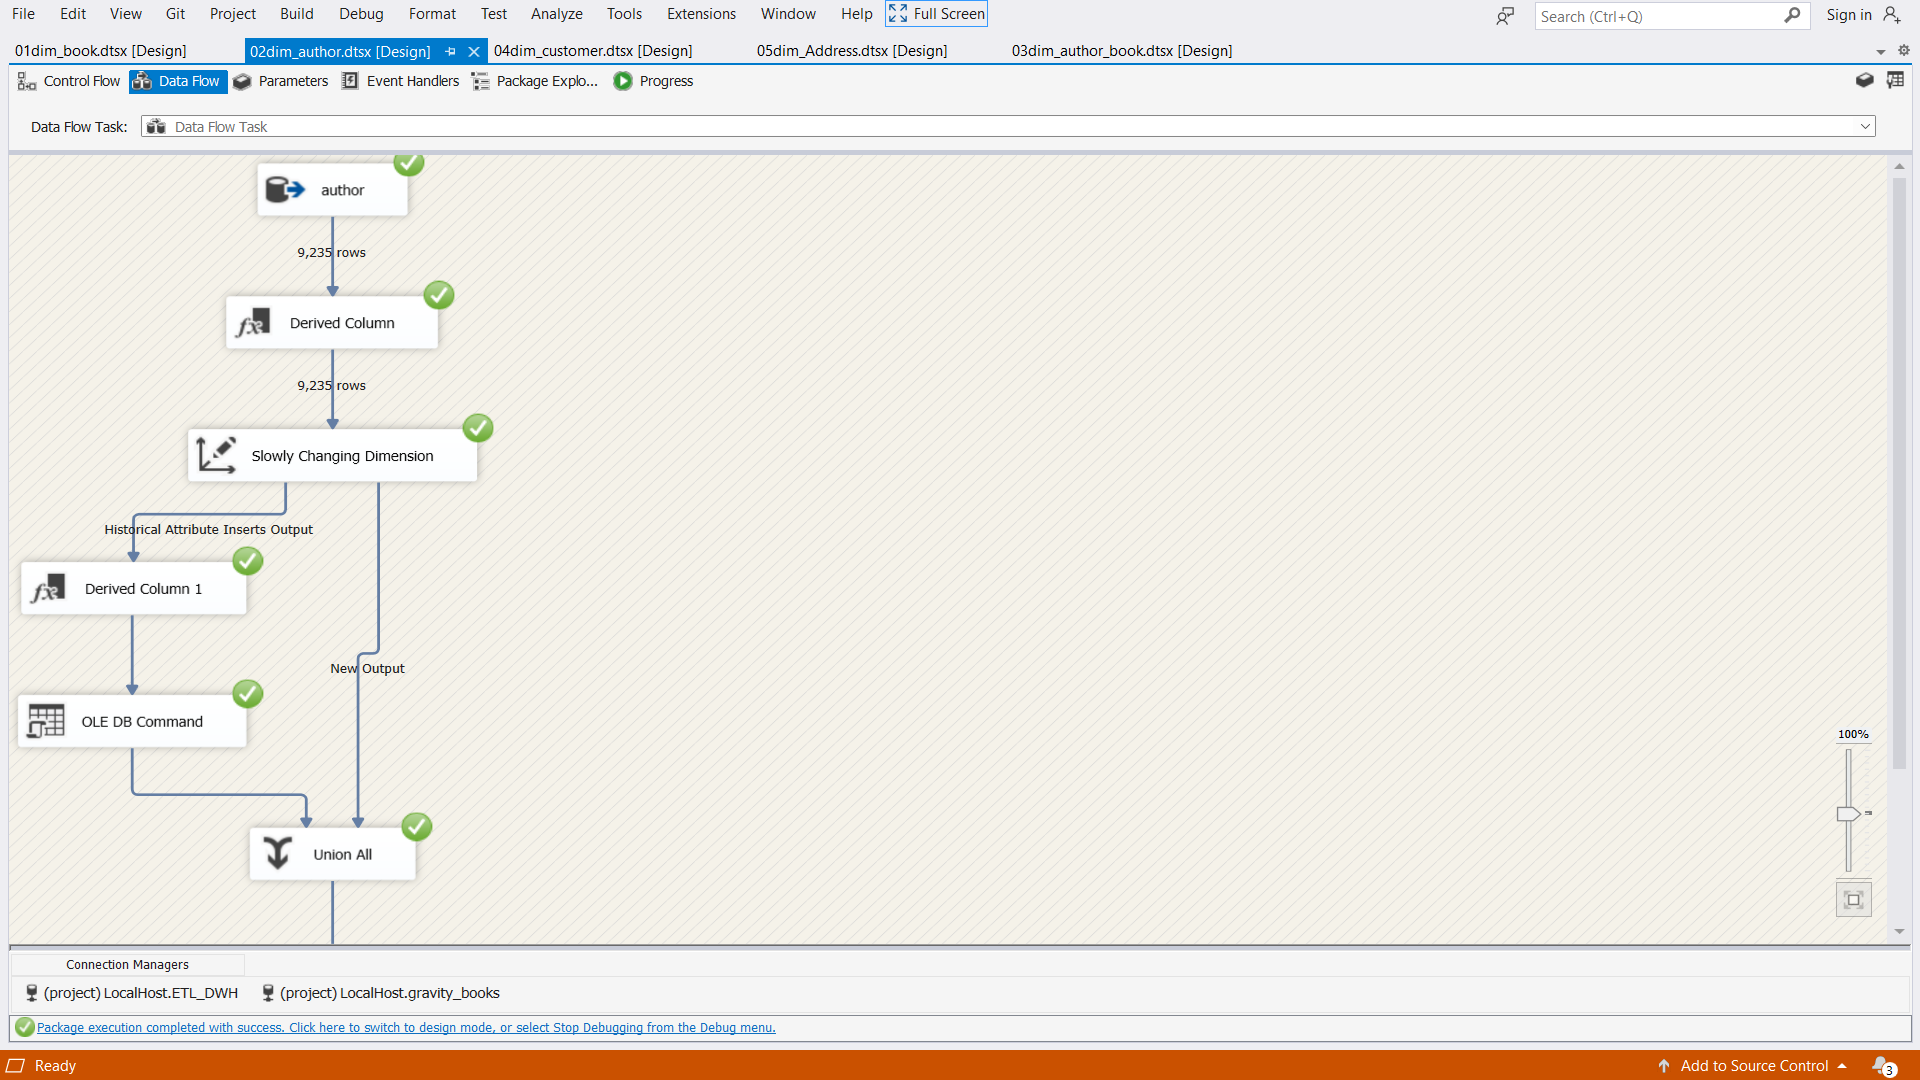 File Edit View Git Project Build Debug Format Test Analyze Tools Extensions Window Help Full Screen Search (Ctrl+Q) Sign in
01dim_book.dtsx [Design] 02dim_author.dtsx [Design] 04dim_customer.dtsx [Design] 05dim_Address.dtsx [Design] 03dim_author_book.dtsx [Design]
Control Flow Data Flow Parameters Event Handlers Package Explo... Progress
Data Flow Task: Data Flow Task
author
9,235 rows
Derived Column
9,235 rows
Slowly Changing Dimension
Historical Attribute Inserts Output
Derived Column 1
New Output
OLE DB Command
100%
Union All
Connection Managers
(project) LocalHost.ETL_DWH (project) LocalHost.gravity_books
Package execution completed with success. Click here to switch to design mode, or select Stop Debugging from the Debug menu.
Ready Add to Source Control 3